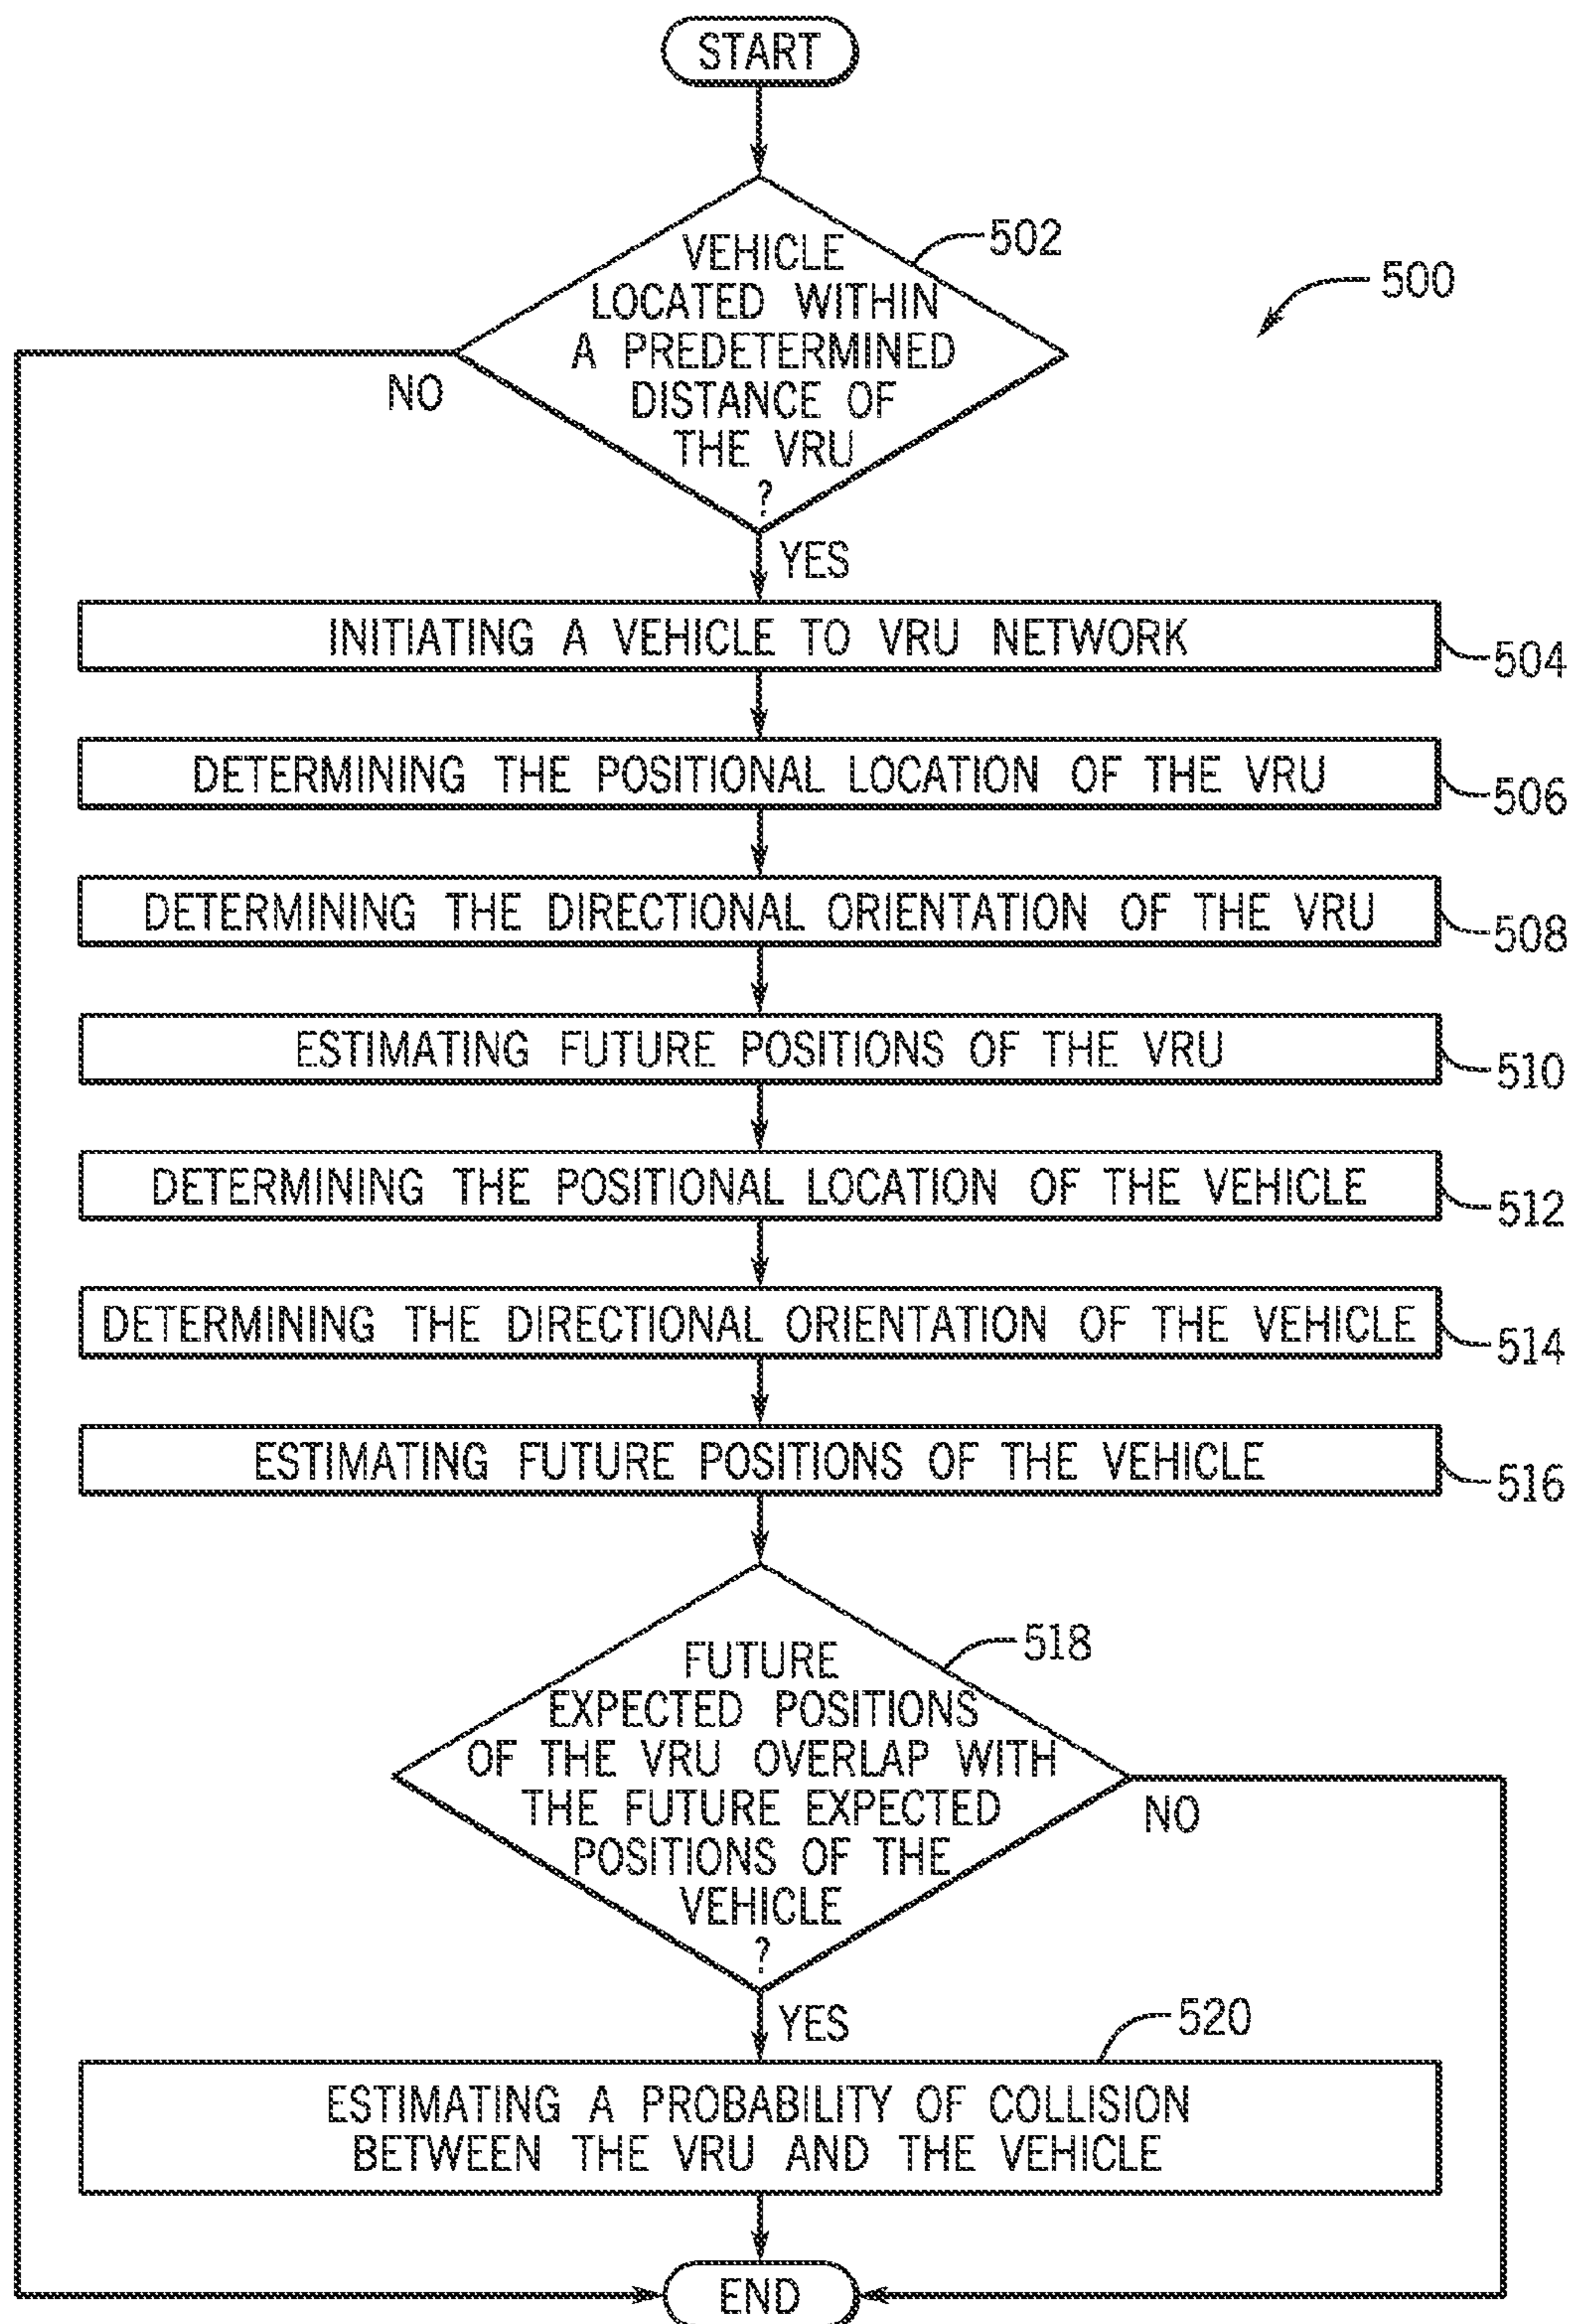 START
502
500
VEHICLE
LOCATED WITHIN
A PREDETERMINED
DISTANCE OF
THE VRU
?
NO
YES
INITIATING A VEHICLE TO VRU NETWORK
504
DETERMINING THE POSITIONAL LOCATION OF THE VRU
506
DETERMINING THE DIRECTIONAL ORIENTATION OF THE VRU
508
ESTIMATING FUTURE POSITIONS OF THE VRU
510
DETERMINING THE POSITIONAL LOCATION OF THE VEHICLE
512
DETERMINING THE DIRECTIONAL ORIENTATION OF THE VEHICLE
514
ESTIMATING FUTURE POSITIONS OF THE VEHICLE
516
518
FUTURE
EXPECTED POSITIONS
OF THE VRU OVERLAP WITH
THE FUTURE EXPECTED
POSITIONS OF THE
VEHICLE
?
NO
YES
520
ESTIMATING A PROBABILITY OF COLLISION
BETWEEN THE VRU AND THE VEHICLE
END